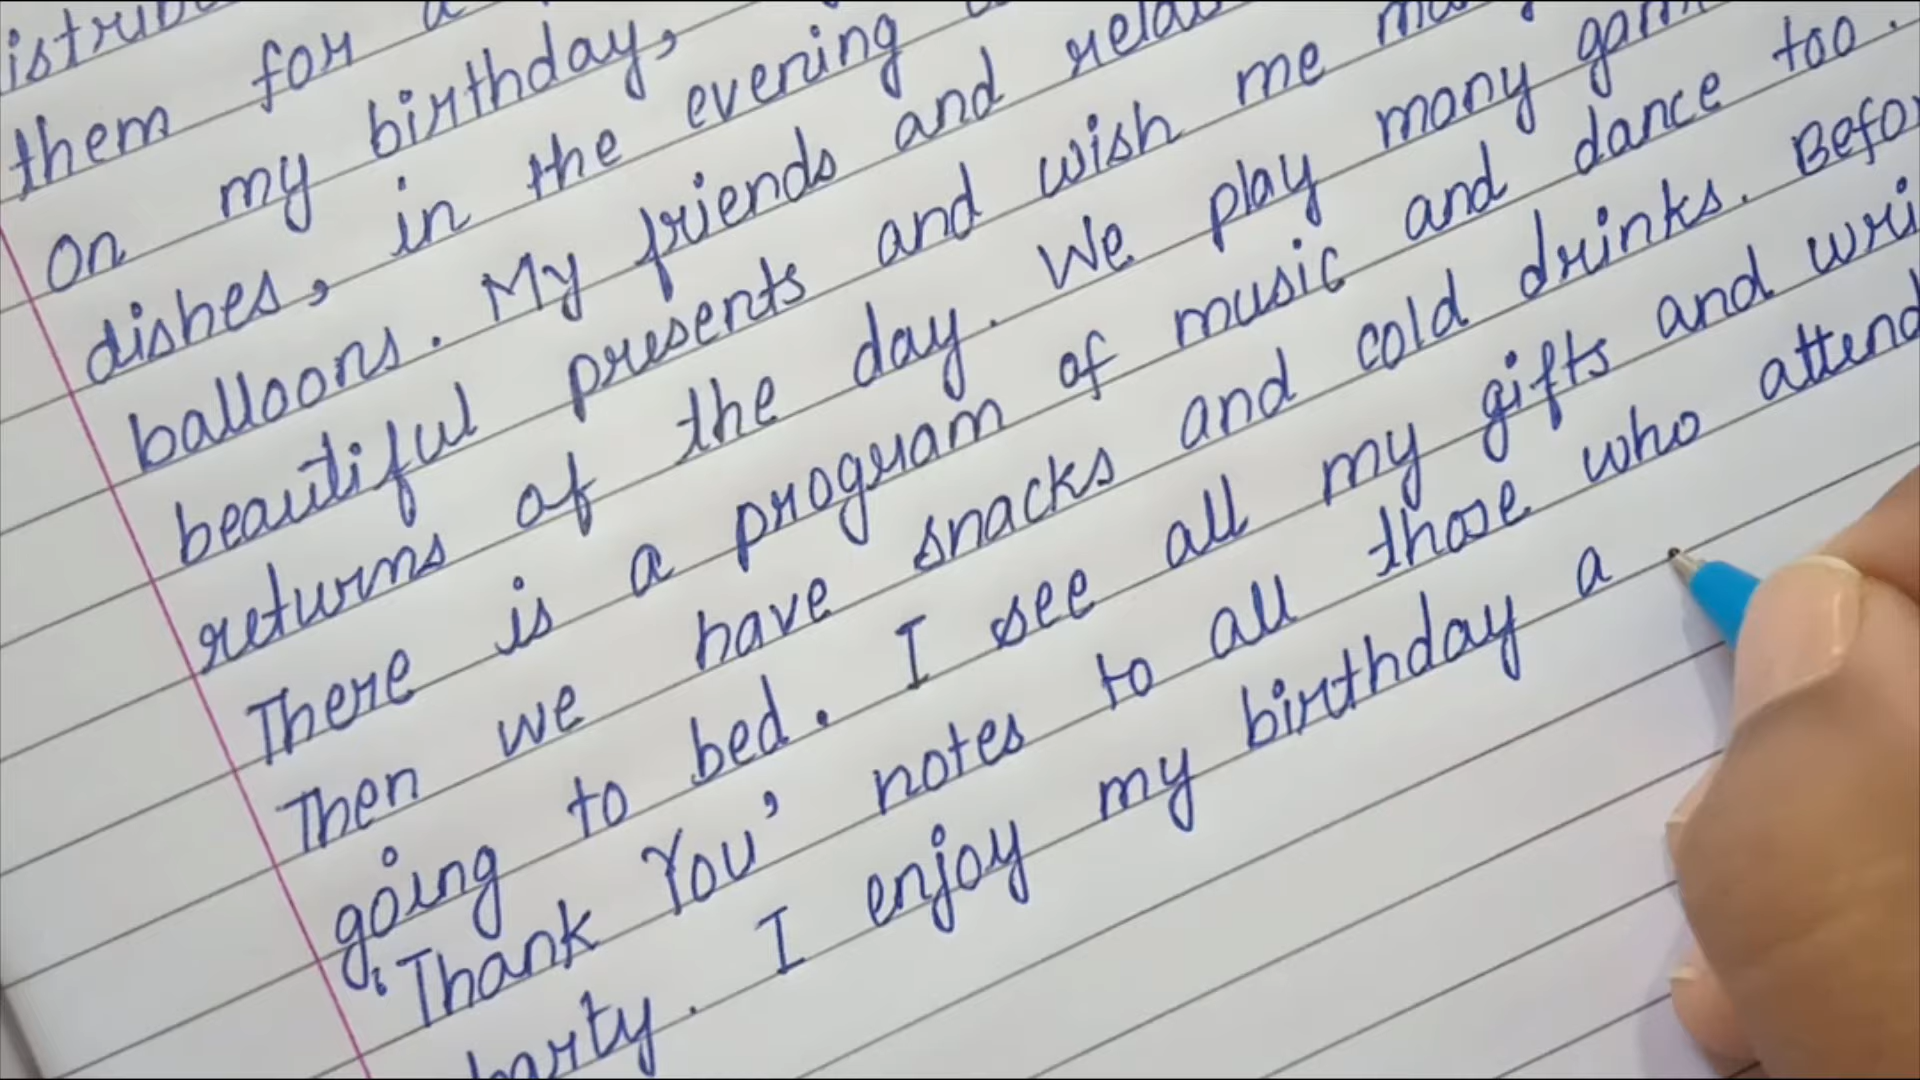 them for a
On my birthday,
dishes, in the evening
balloons. My friends and
beautiful presents and wish me
returns of the day. We play many
There is a program of music and dance too.
Then we have snacks and cold drinks.
going to bed. I see all my gifts and
'Thank You' notes to all those who
party. I enjoy my birthday a